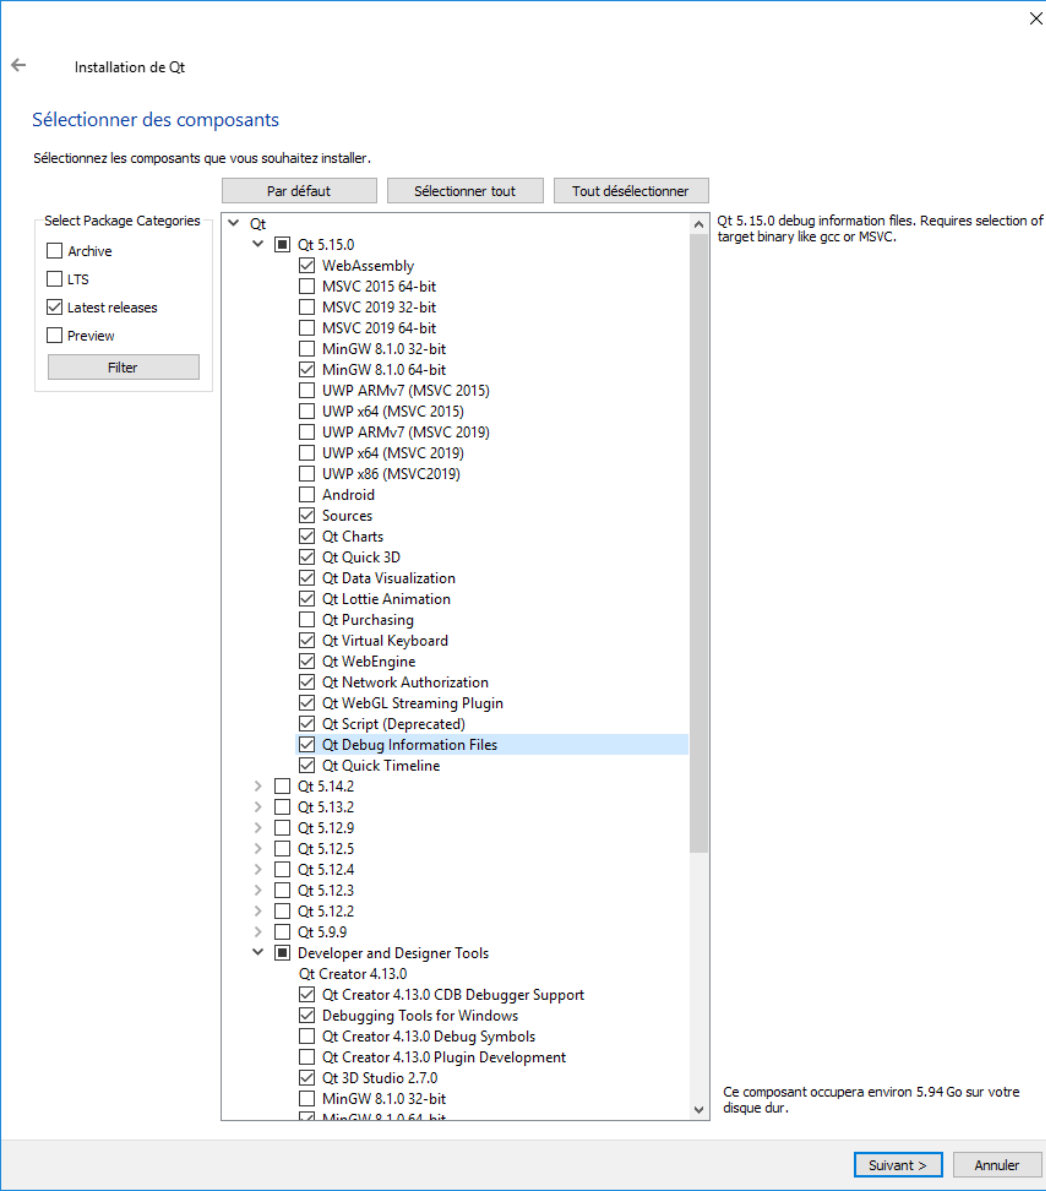 Installation de Qt
Sélectionner des composants
Sélectionnez les composants que vous souhaitez installer.
Par défaut
Sélectionner tout
Tout désélectionner
Select Package Categories
Archive
LTS
Latest releases
Preview
Filter
Qt
Qt 5.15.0
WebAssembly
MSVC 2015 64-bit
MSVC 2019 32-bit
MSVC 2019 64-bit
MinGW 8.1.0 32-bit
MinGW 8.1.0 64-bit
UWP ARMv7 (MSVC 2015)
UWP x64 (MSVC 2015)
UWP ARMv7 (MSVC 2019)
UWP x64 (MSVC 2019)
UWP x86 (MSVC2019)
Android
Sources
Qt Charts
Qt Quick 3D
Qt Data Visualization
Qt Lottie Animation
Qt Purchasing
Qt Virtual Keyboard
Qt WebEngine
Qt Network Authorization
Qt WebGL Streaming Plugin
Qt Script (Deprecated)
Qt Debug Information Files
Qt Quick Timeline
Qt 5.14.2
Qt 5.13.2
Qt 5.12.9
Qt 5.12.5
Qt 5.12.4
Qt 5.12.3
Qt 5.12.2
Qt 5.9.9
Developer and Designer Tools
Qt Creator 4.13.0
Qt Creator 4.13.0 CDB Debugger Support
Debugging Tools for Windows
Qt Creator 4.13.0 Debug Symbols
Qt Creator 4.13.0 Plugin Development
Qt 3D Studio 2.7.0
MinGW 8.1.0 32-bit
MinGW 8.1.0 64-bit
Qt 5.15.0 debug information files. Requires selection of
target binary like gcc or MSVC.
Ce composant occupera environ 5.94 Go sur votre
disque dur.
Suivant >
Annuler